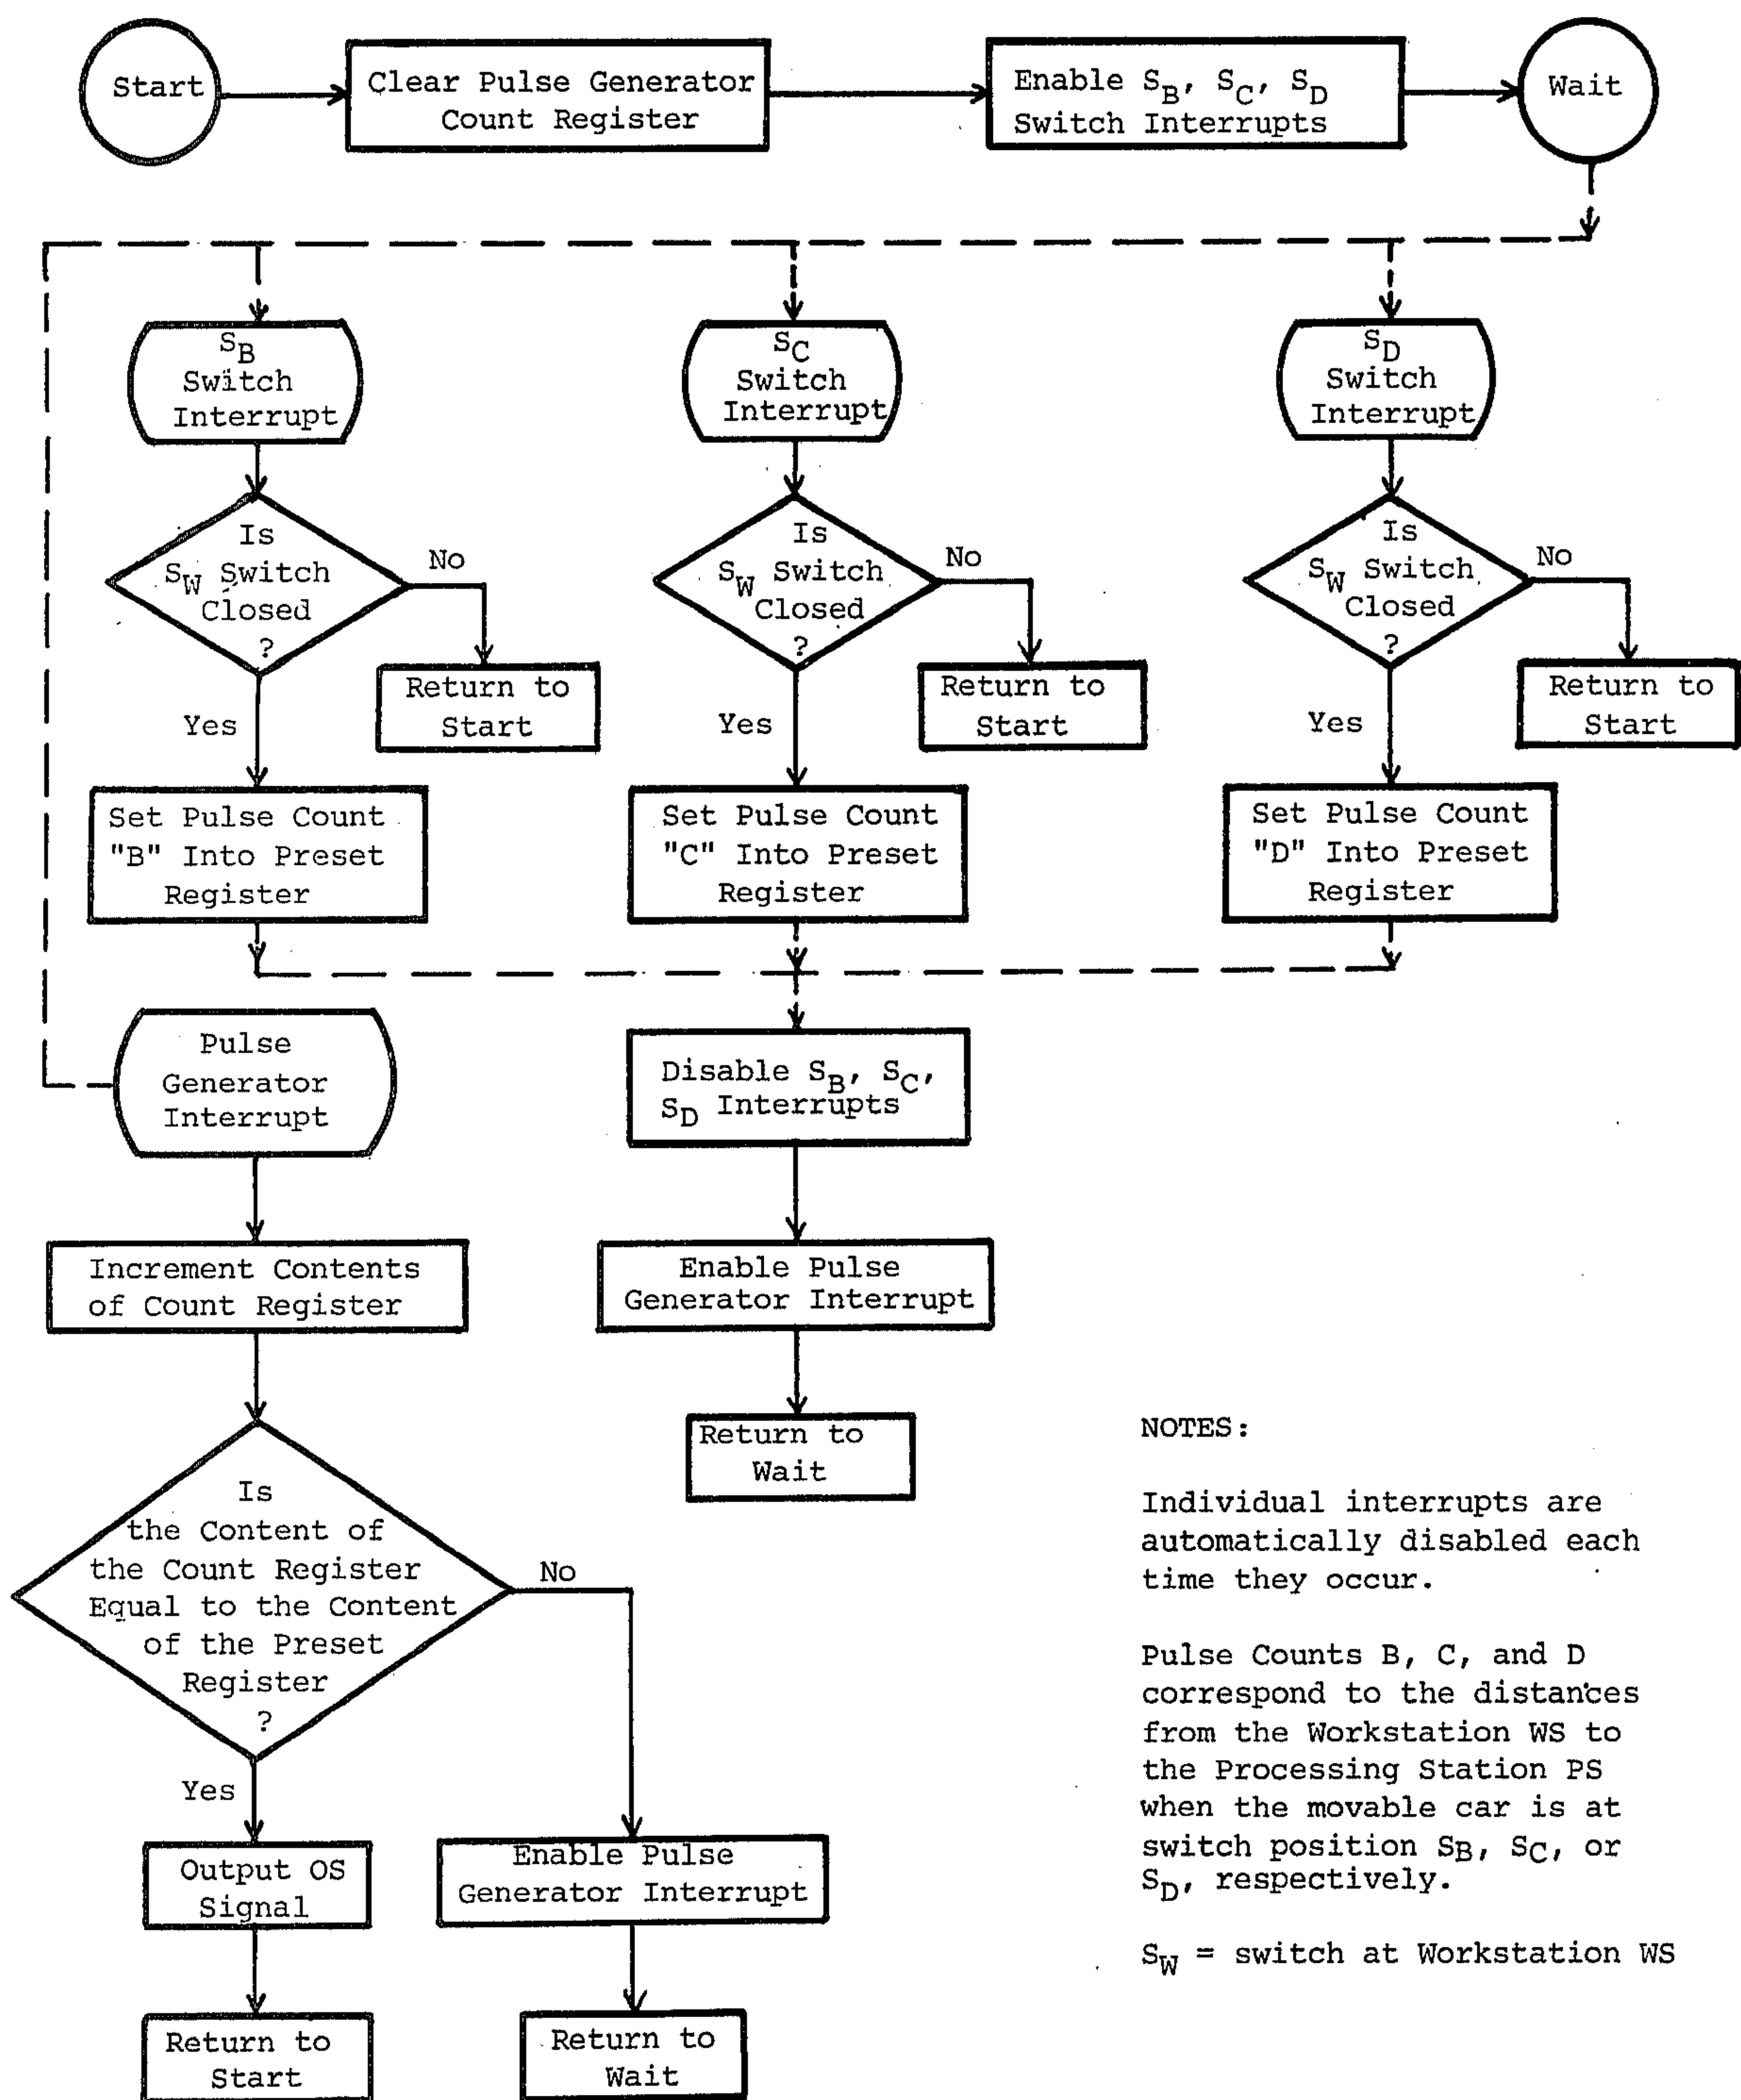 Start
Clear Pulse Generator
Count Register
Enable SB, SC, SD
Switch Interrupts
Wait
SB
Switch
Interrupt
SC
Switch
Interrupt
SD
Switch
Interrupt
Is
SW Switch
Closed
?
No
Yes
Return to
Start
Is
SW Switch
Closed
?
No
Yes
Return to
Start
Is
SW Switch
Closed
?
No
Yes
Return to
Start
Set Pulse Count
"B" Into Preset
Register
Set Pulse Count
"C" Into Preset
Register
Set Pulse Count
"D" Into Preset
Register
Pulse
Generator
Interrupt
Disable SB, SC,
SD Interrupts
Increment Contents
of Count Register
Enable Pulse
Generator Interrupt
Return to
Wait
Is
the Content of
the Count Register
Equal to the Content
of the Preset
Register
?
No
Yes
Output OS
Signal
Enable Pulse
Generator Interrupt
Return to
Start
Return to
Wait
NOTES:
Individual interrupts are
automatically disabled each
time they occur.
Pulse Counts B, C, and D
correspond to the distances
from the Workstation WS to
the Processing Station PS
when the movable car is at
switch position SB, SC, or
SD, respectively.
SW = switch at Workstation WS